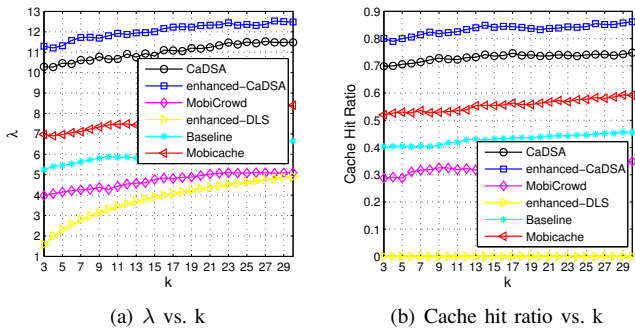 13
12
11
10
9
8
7
6
5
4
3
2
1
λ
CaDSA
enhanced−CaDSA
MobiCrowd
enhanced−DLS
Baseline
Mobicache
3 5 7 9 11 13 15 17 19 21 23 25 27 29
k
(a) λ vs. k
0.9
0.8
0.7
0.6
0.5
0.4
0.3
0.2
0.1
0
Cache Hit Ratio
CaDSA
enhanced−CaDSA
MobiCrowd
enhanced−DLS
Baseline
Mobicache
3 5 7 9 11 13 15 17 19 21 23 25 27 29
k
(b) Cache hit ratio vs. k